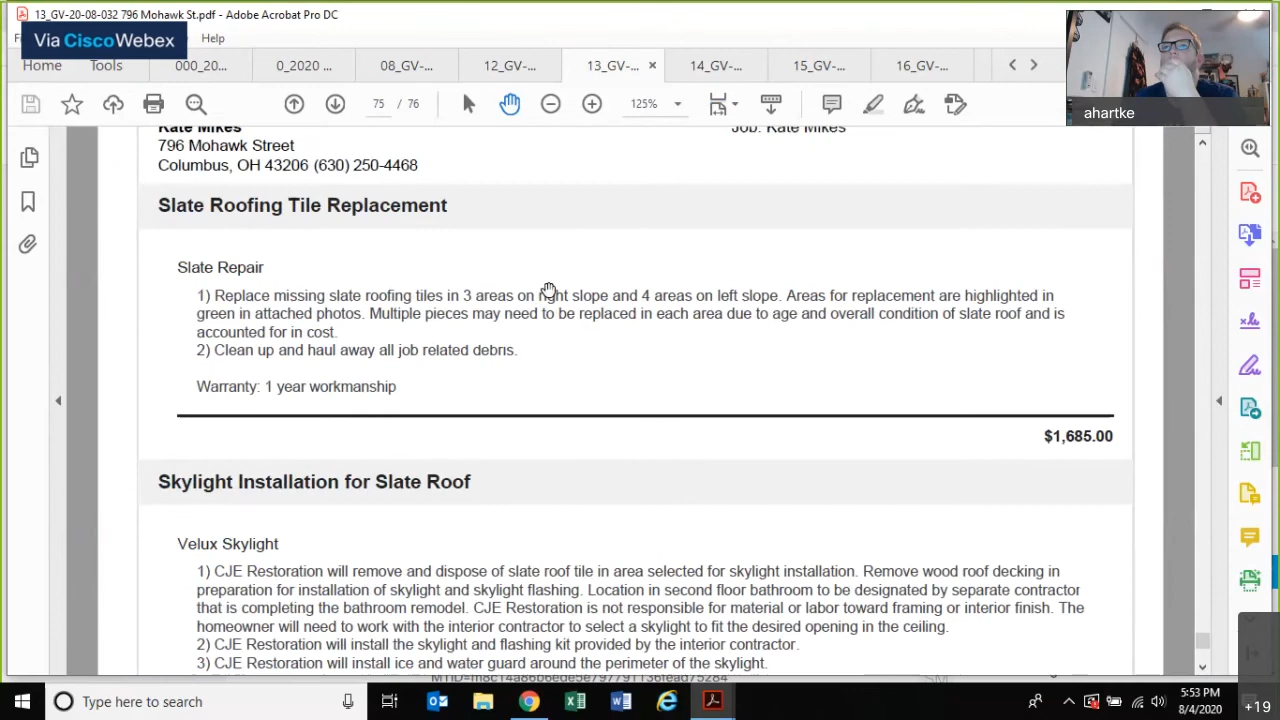 13_GV-20-08-032 796 Mohawk St.pdf - Adobe Acrobat Pro DC
Via CiscoWebex
Help
Home
Tools
000_20...
0_2020 ...
08_GV-...
12_GV-...
13_GV-...
14_GV-...
15_GV-...
16_GV-...
75 / 76
125%
ahartke
Kate Mikes
Job: Kate Mikes
796 Mohawk Street
Columbus, OH 43206 (630) 250-4468
Slate Roofing Tile Replacement
Slate Repair
1) Replace missing slate roofing tiles in 3 areas on right slope and 4 areas on left slope. Areas for replacement are highlighted in
green in attached photos. Multiple pieces may need to be replaced in each area due to age and overall condition of slate roof and is
accounted for in cost.
2) Clean up and haul away all job related debris.
Warranty: 1 year workmanship
$1,685.00
Skylight Installation for Slate Roof
Velux Skylight
1) CJE Restoration will remove and dispose of slate roof tile in area selected for skylight installation. Remove wood roof decking in
preparation for installation of skylight and skylight flashing. Location in second floor bathroom to be designated by separate contractor
that is completing the bathroom remodel. CJE Restoration is not responsible for material or labor toward framing or interior finish. The
homeowner will need to work with the interior contractor to select a skylight to fit the desired opening in the ceiling.
2) CJE Restoration will install the skylight and flashing kit provided by the interior contractor.
3) CJE Restoration will install ice and water guard around the perimeter of the skylight.
Type here to search
5:53 PM
8/4/2020
+19